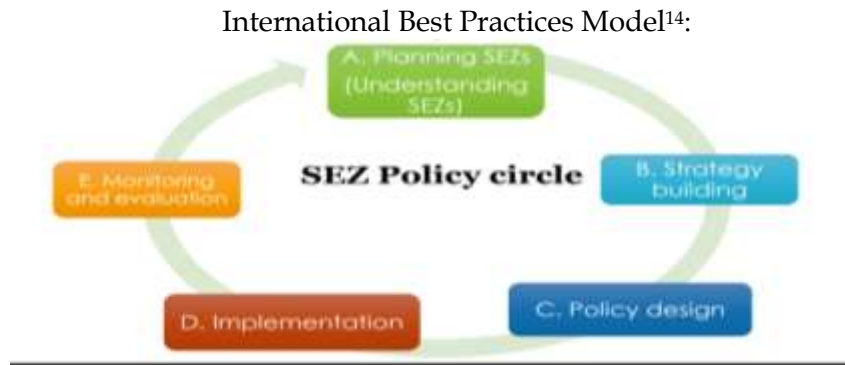 International Best Practices Model¹⁴:
A. Planning SEZs
(Understanding
SEZs)
SEZ Policy circle
B. Strategy
building
E. Monitoring
and evaluation
C. Policy design
D. Implementation